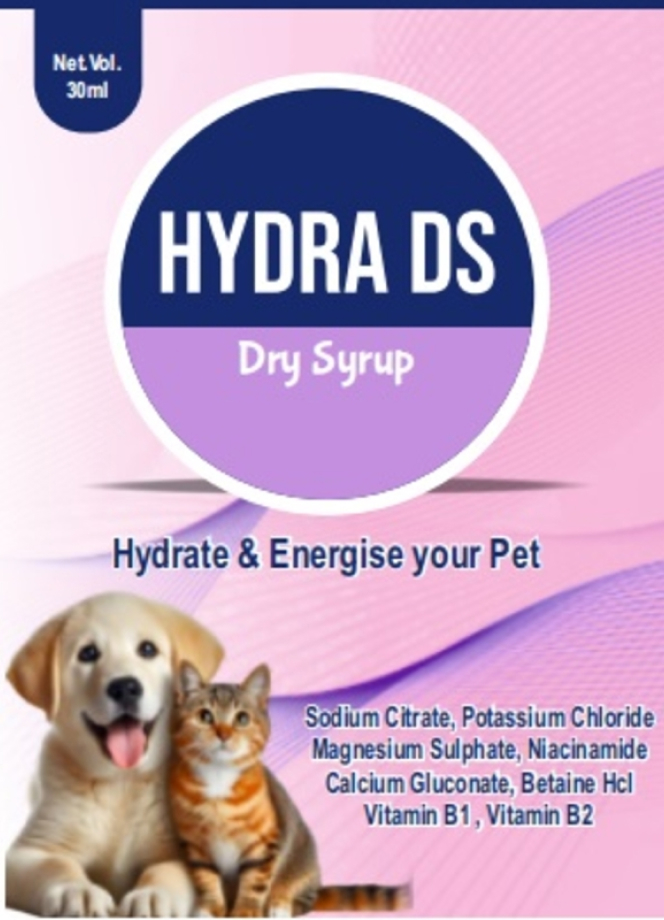 Net.Vol.
30ml
HYDRA DS
Dry Syrup
Hydrate & Energise your Pet
Sodium Citrate, Potassium Chloride
Magnesium Sulphate, Niacinamide
Calcium Gluconate, Betaine Hcl
Vitamin B1 , Vitamin B2